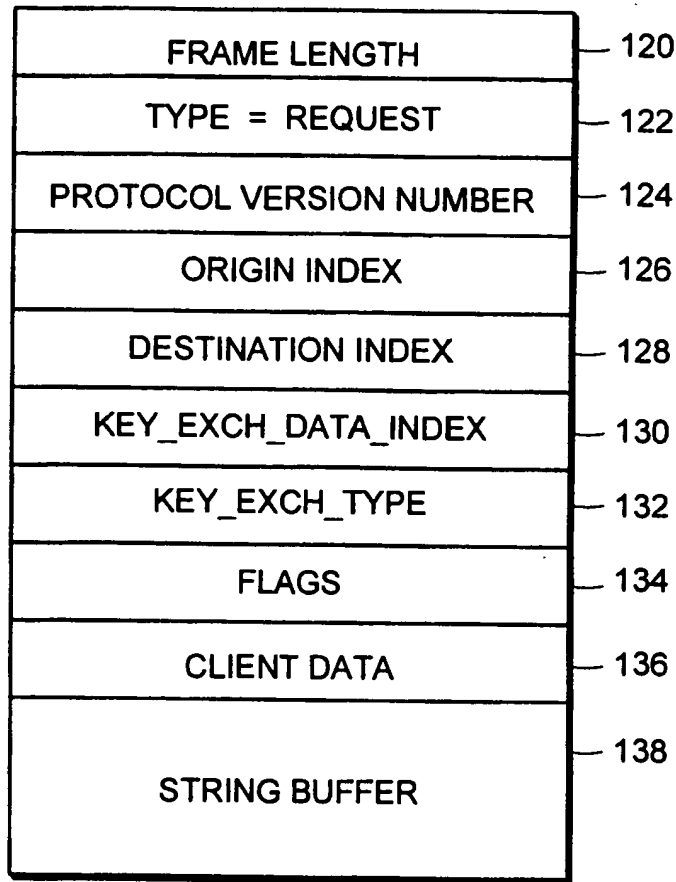 FRAME LENGTH 120
TYPE = REQUEST 122
PROTOCOL VERSION NUMBER 124
ORIGIN INDEX 126
DESTINATION INDEX 128
KEY_EXCH_DATA_INDEX 130
KEY_EXCH_TYPE 132
FLAGS 134
CLIENT DATA 136
138
STRING BUFFER